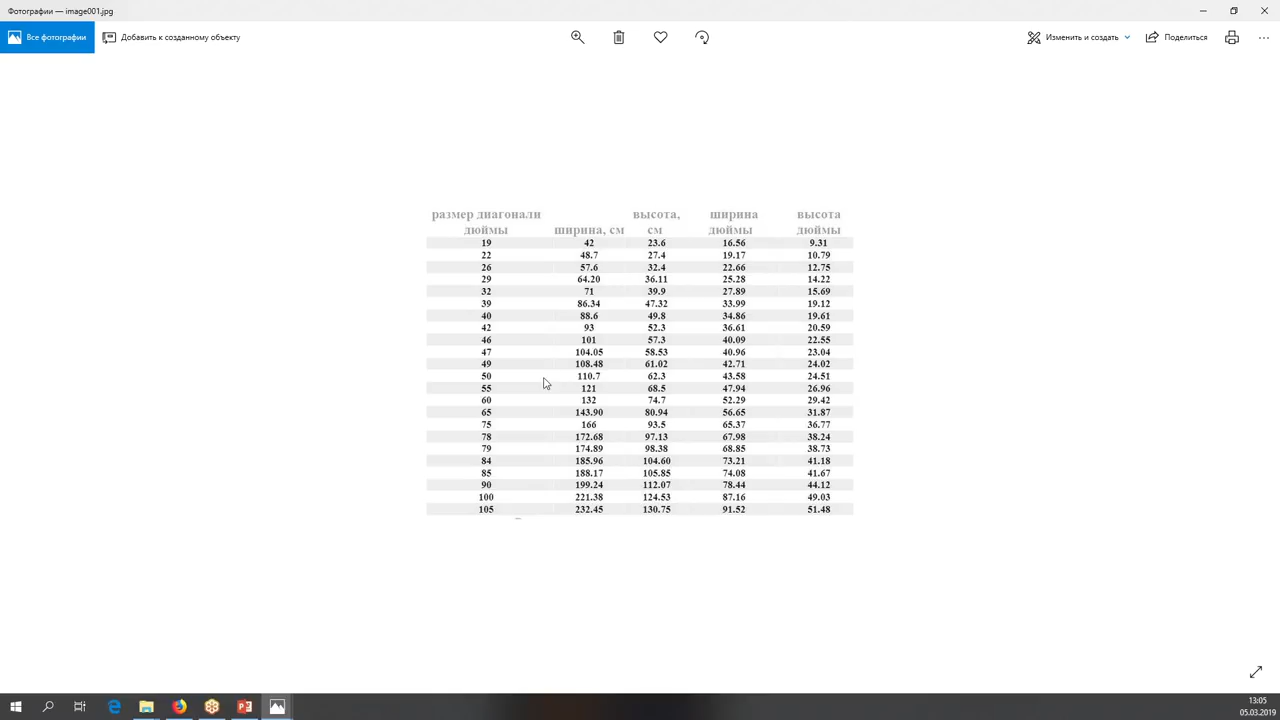 Фотографии — image001.jpg
Все фотографии Добавить к созданному объекту Изменить и создать Поделиться
размер диагонали дюймы ширина, см высота, см ширина дюймы высота дюймы
19 42 23.6 16.56 9.31
22 48.7 27.4 19.17 10.79
26 57.6 32.4 22.66 12.75
29 64.20 36.11 25.28 14.22
32 71 39.9 27.89 15.69
39 86.34 47.32 33.99 19.12
40 88.6 49.8 34.86 19.61
42 93 52.3 36.61 20.59
46 101 57.3 40.09 22.55
47 104.05 58.53 40.96 23.04
49 108.48 61.02 42.71 24.02
50 110.7 62.3 43.58 24.51
55 121 68.5 47.94 26.96
60 132 74.7 52.29 29.42
65 143.90 80.94 56.65 31.87
75 166 93.5 65.37 36.77
78 172.68 97.13 67.98 38.24
79 174.89 98.38 68.85 38.73
84 185.96 104.60 73.21 41.18
85 188.17 105.85 74.08 41.67
90 199.24 112.07 78.44 44.12
100 221.38 124.53 87.16 49.03
105 232.45 130.75 91.52 51.48
13:05
05.03.2019